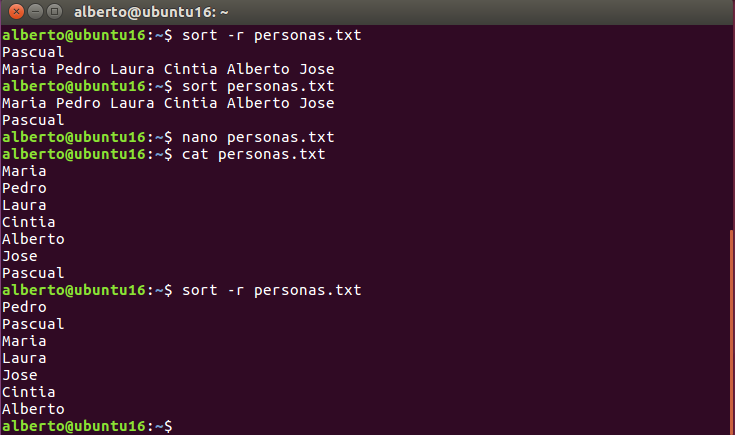 alberto@ubuntu16: ~
alberto@ubuntu16:~$ sort -r personas.txt
Pascual
Maria Pedro Laura Cintia Alberto Jose
alberto@ubuntu16:~$ sort personas.txt
Maria Pedro Laura Cintia Alberto Jose
Pascual
alberto@ubuntu16:~$ nano personas.txt
alberto@ubuntu16:~$ cat personas.txt
Maria
Pedro
Laura
Cintia
Alberto
Jose
Pascual
alberto@ubuntu16:~$ sort -r personas.txt
Pedro
Pascual
Maria
Laura
Jose
Cintia
Alberto
alberto@ubuntu16:~$